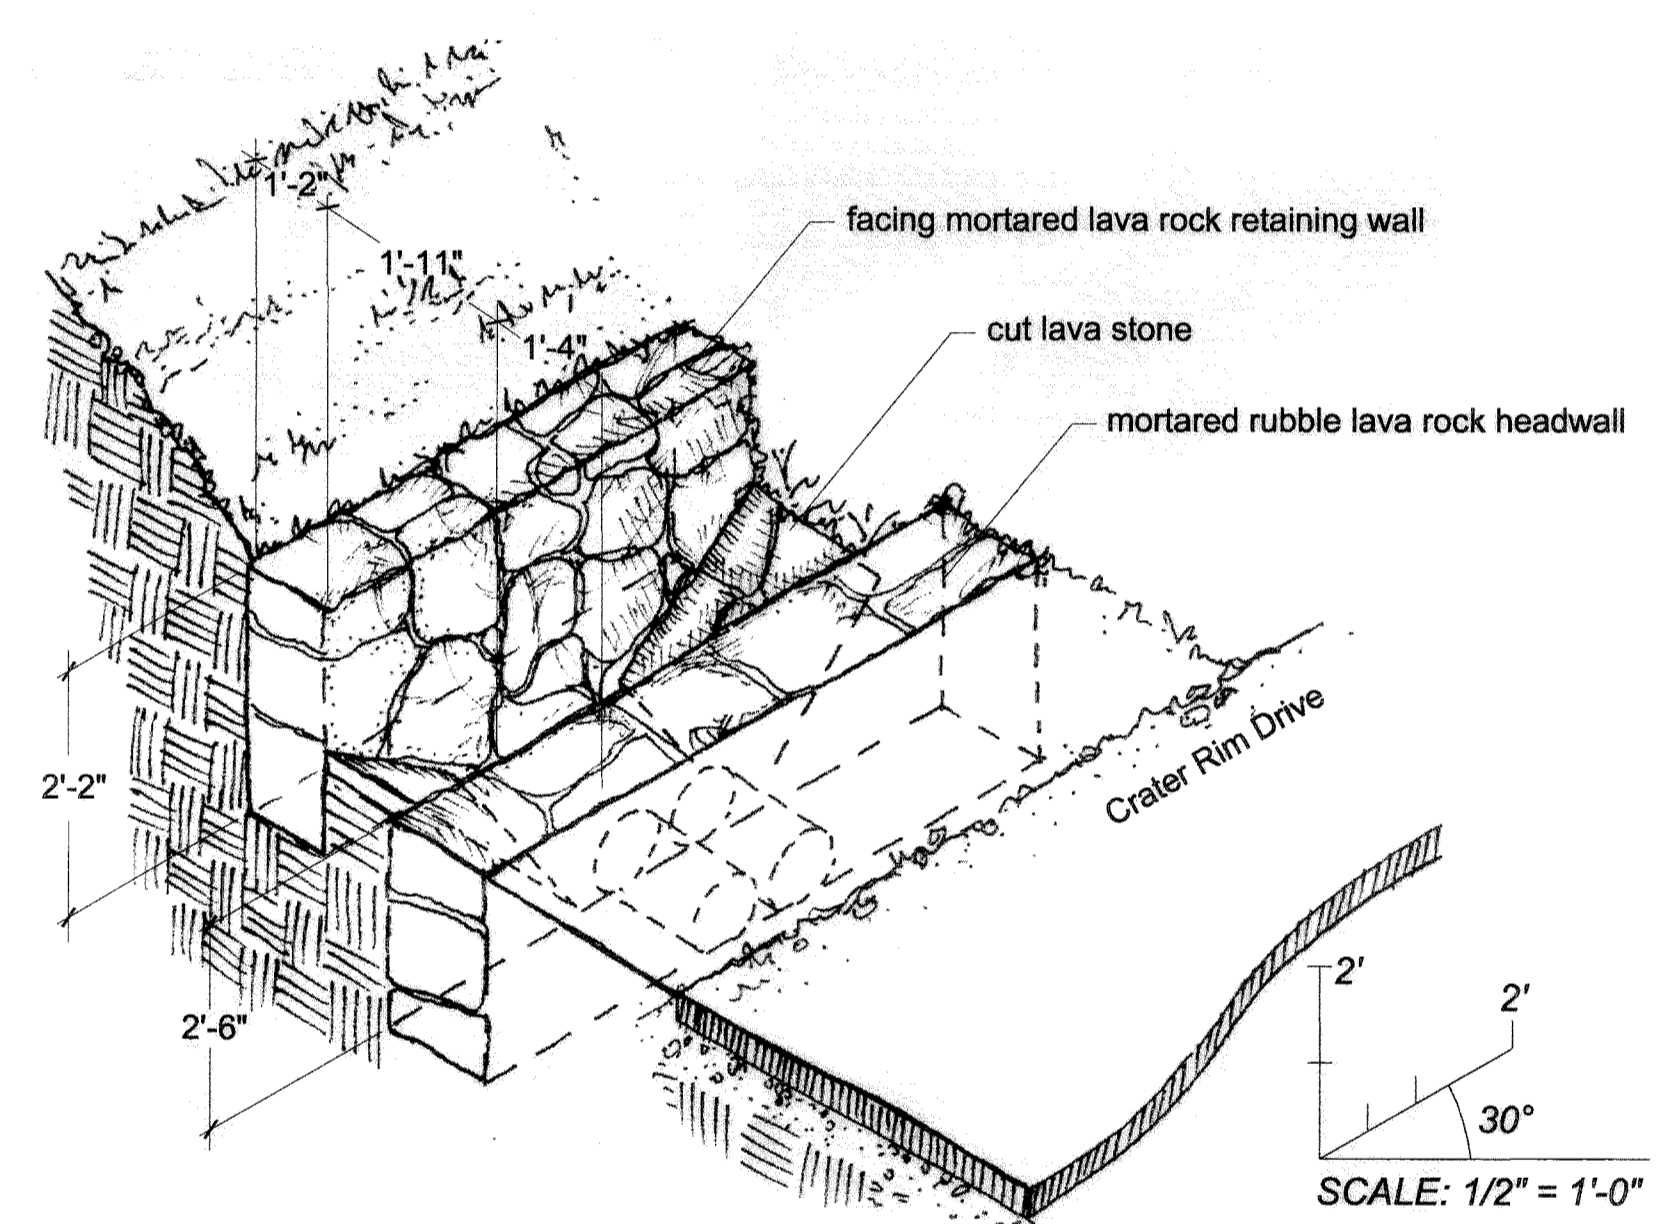 1'-2"
facing mortared lava rock retaining wall
1'-11"
cut lava stone
1'-4"
mortared rubble lava rock headwall
Crater Rim Drive
2'-2"
2'-6"
2'
2'
30°
SCALE: 1/2" = 1'-0"